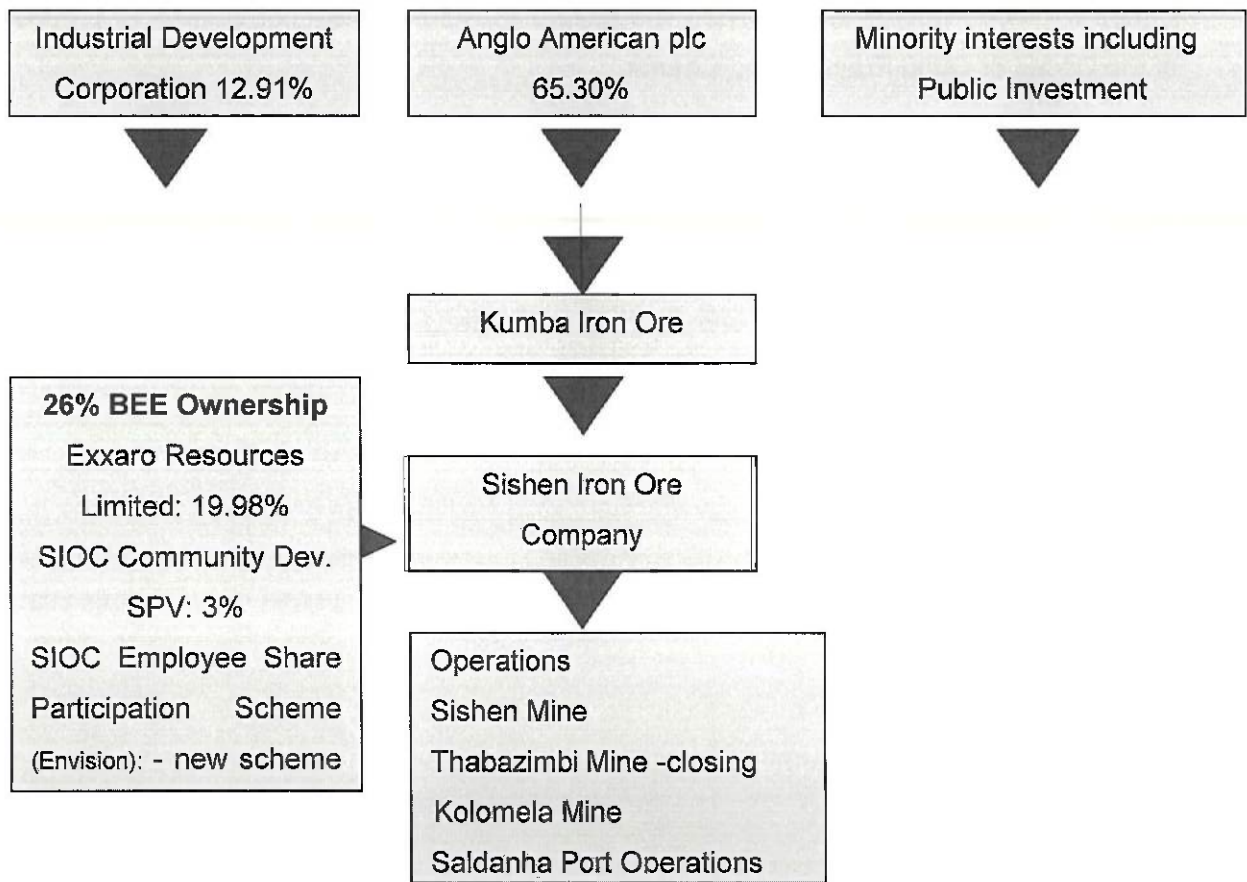 Industrial Development
Corporation 12.91%
Anglo American plc
65.30%
Minority interests including
Public Investment
Kumba Iron Ore
26% BEE Ownership
Exxaro Resources
Limited: 19.98%
SIOC Community Dev.
SPV: 3%
SIOC Employee Share
Participation Scheme
(Envision): - new scheme
Sishen Iron Ore
Company
Operations
Sishen Mine
Thabazimbi Mine -closing
Kolomela Mine
Saldanha Port Operations